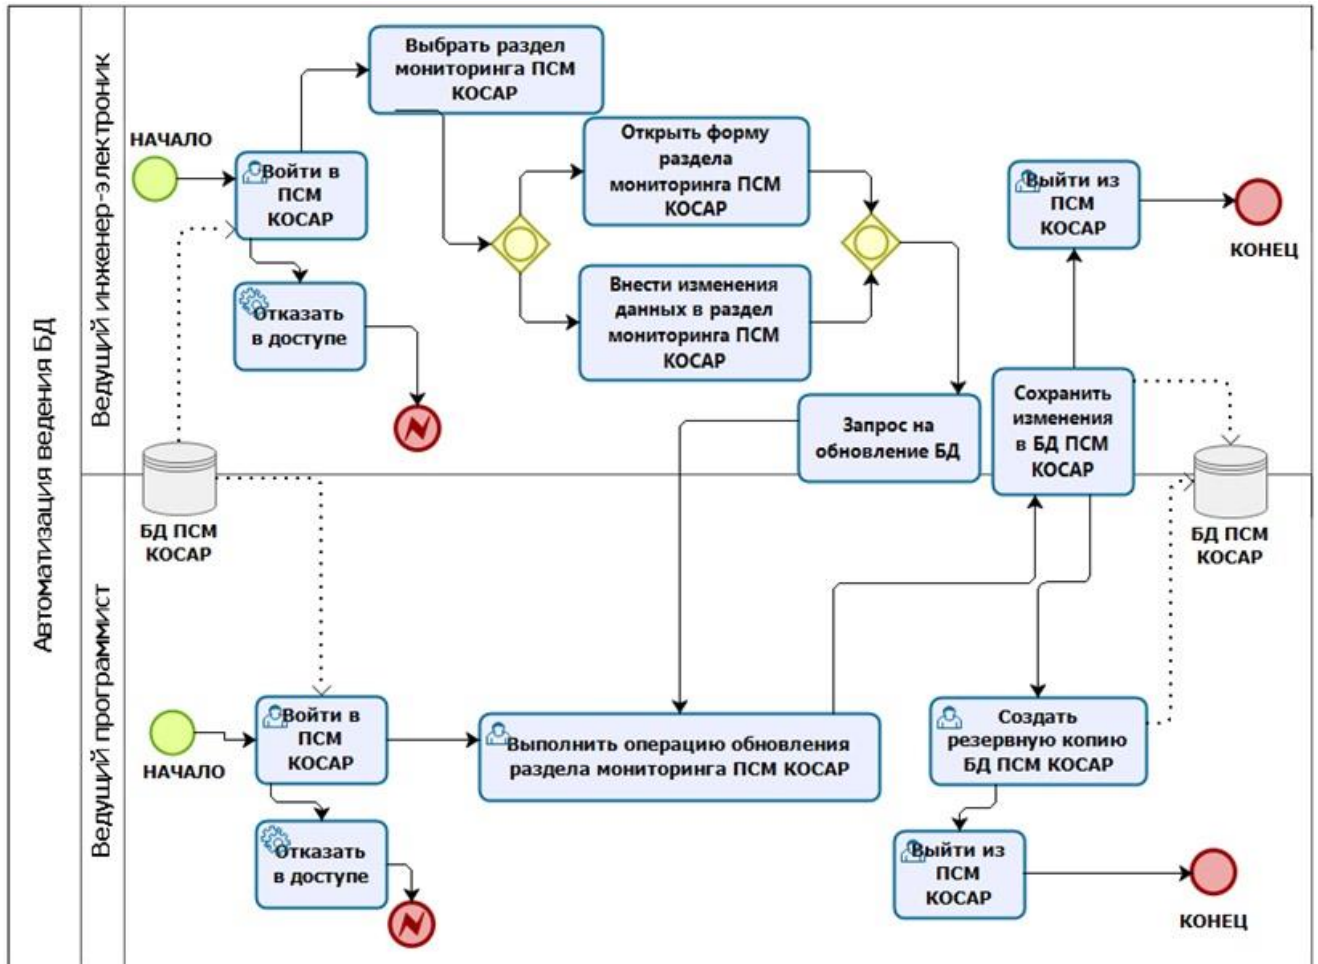 Автоматизация ведения БД
Ведущий инженер-электроник
НАЧАЛО
Войти в
ПСМ
КОСАР
Выбрать раздел
мониторинга ПСМ
КОСАР
Отказать
в доступе
Открыть форму
раздела
мониторинга ПСМ
КОСАР
Внести изменения
данных в раздел
мониторинга ПСМ
КОСАР
Запрос на
обновление БД
Выйти из
ПСМ
КОСАР
КОНЕЦ
Сохранить
изменения
в БД ПСМ
КОСАР
БД ПСМ
КОСАР
БД ПСМ
КОСАР
Ведущий программист
НАЧАЛО
Войти в
ПСМ
КОСАР
Отказать
в доступе
Выполнить операцию обновления
раздела мониторинга ПСМ КОСАР
Создать
резервную копию
БД ПСМ КОСАР
Выйти из
ПСМ
КОСАР
КОНЕЦ